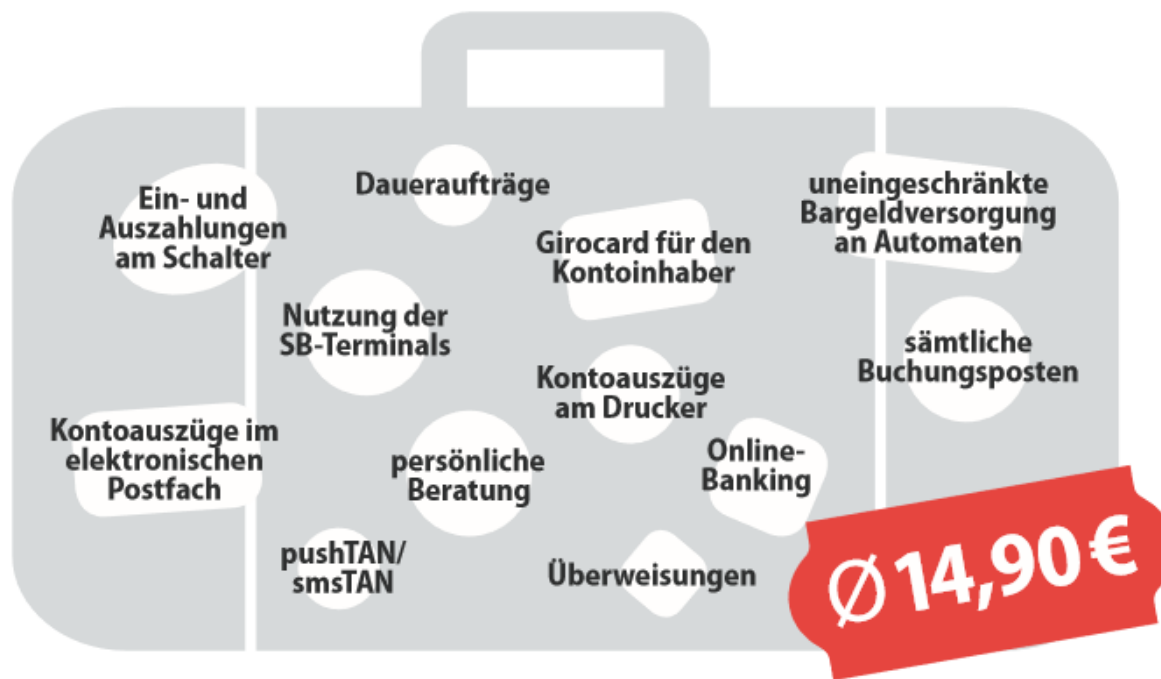 Ein- und
Auszahlungen
am Schalter
Daueraufträge
Girocard für den
Kontoinhaber
uneingeschränkte
Bargeldversorgung
an Automaten
Nutzung der
SB-Terminals
sämtliche
Buchungsposten
Kontoauszüge
am Drucker
Kontoauszüge im
elektronischen
Postfach
persönliche
Beratung
Online-
Banking
pushTAN/
smsTAN
Überweisungen
Ø 14,90 €